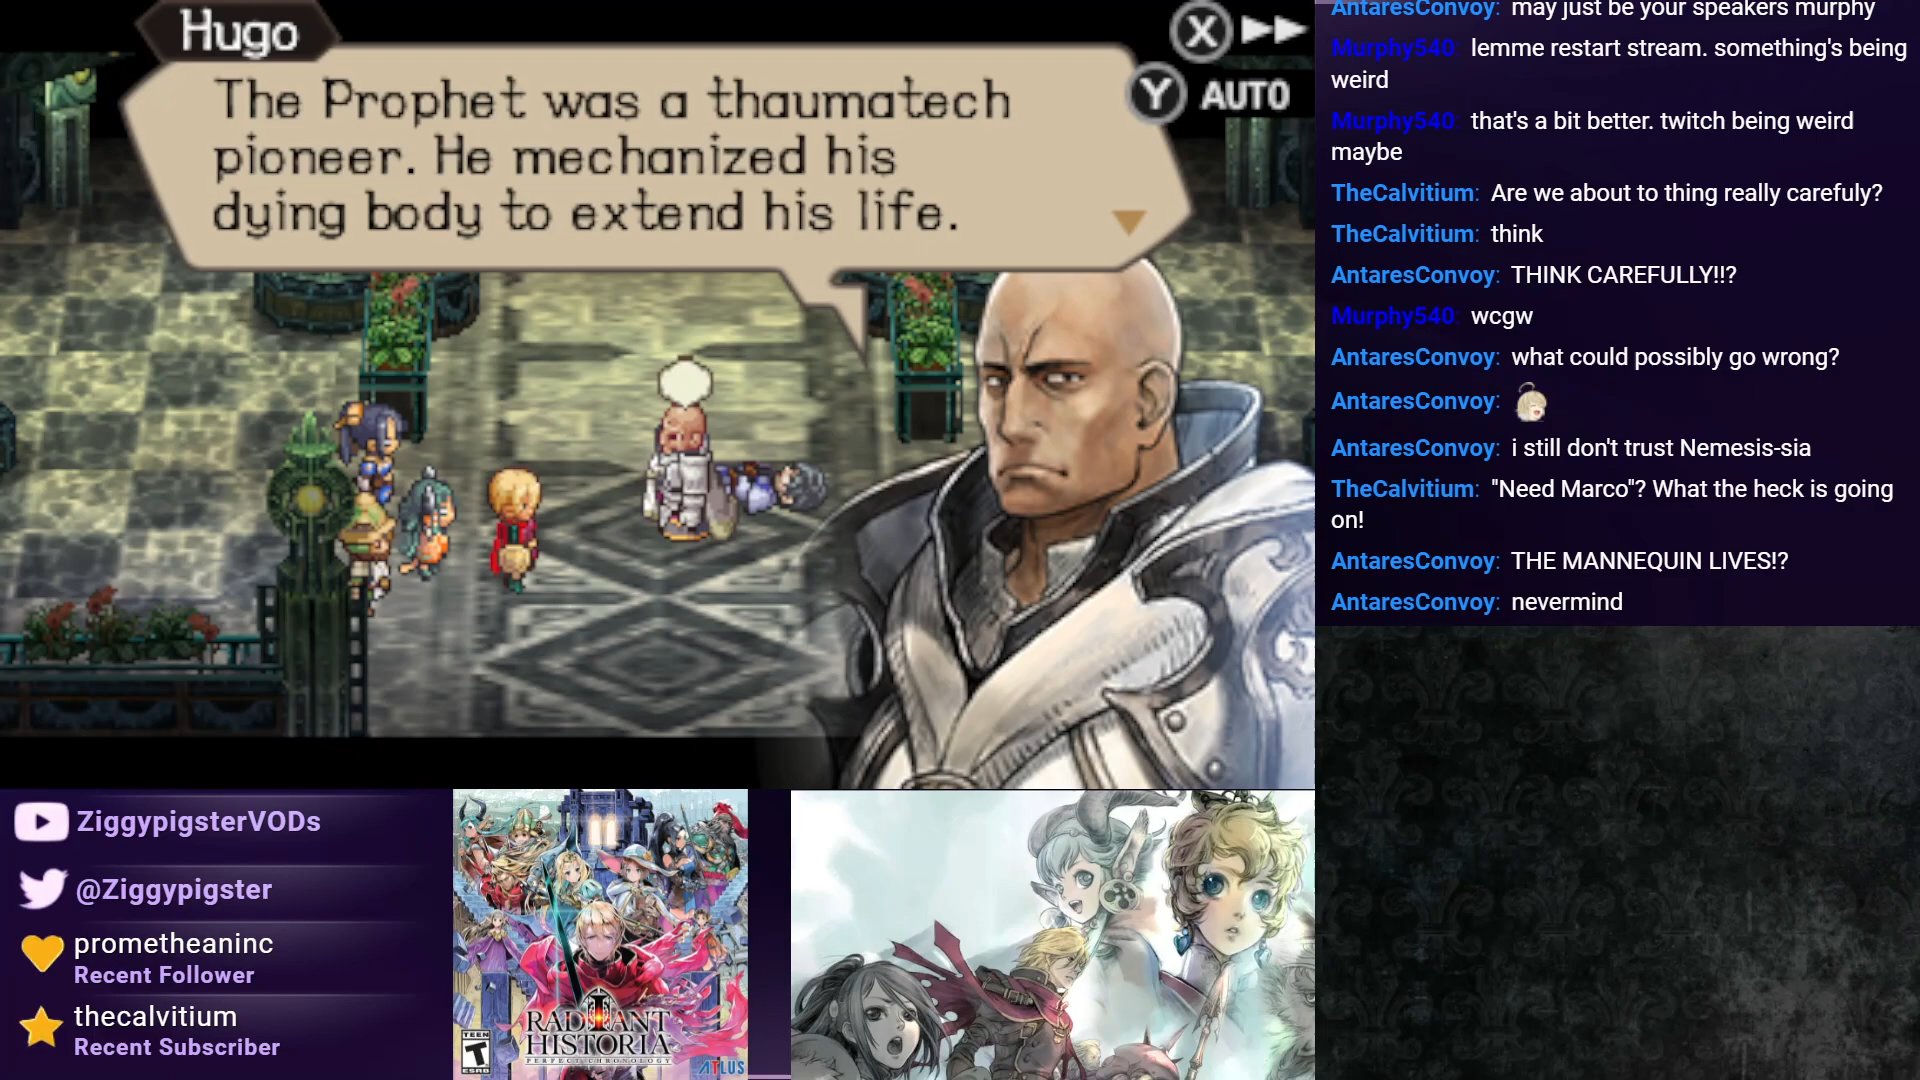 Hugo
The Prophet was a thaumatech
pioneer. He mechanized his
dying body to extend his life.
X
Y AUTO
AntaresConvoy: may just be your speakers murphy
Murphy540: lemme restart stream. something's being
weird
Murphy540: that's a bit better. twitch being weird
maybe
TheCalvitium: Are we about to thing really carefuly?
TheCalvitium: think
AntaresConvoy: THINK CAREFULLY!!?
Murphy540: wcgw
AntaresConvoy: what could possibly go wrong?
AntaresConvoy:
AntaresConvoy: i still don't trust Nemesis-sia
TheCalvitium: "Need Marco"? What the heck is going
on!
AntaresConvoy: THE MANNEQUIN LIVES!?
AntaresConvoy: nevermind
ZiggypigsterVODs
@Ziggypigster
prometheaninc
Recent Follower
thecalvitium
Recent Subscriber
RADIANT
HISTORIA
PERFECT CHRONOLOGY
TEEN
T
ESRB
ATLUS